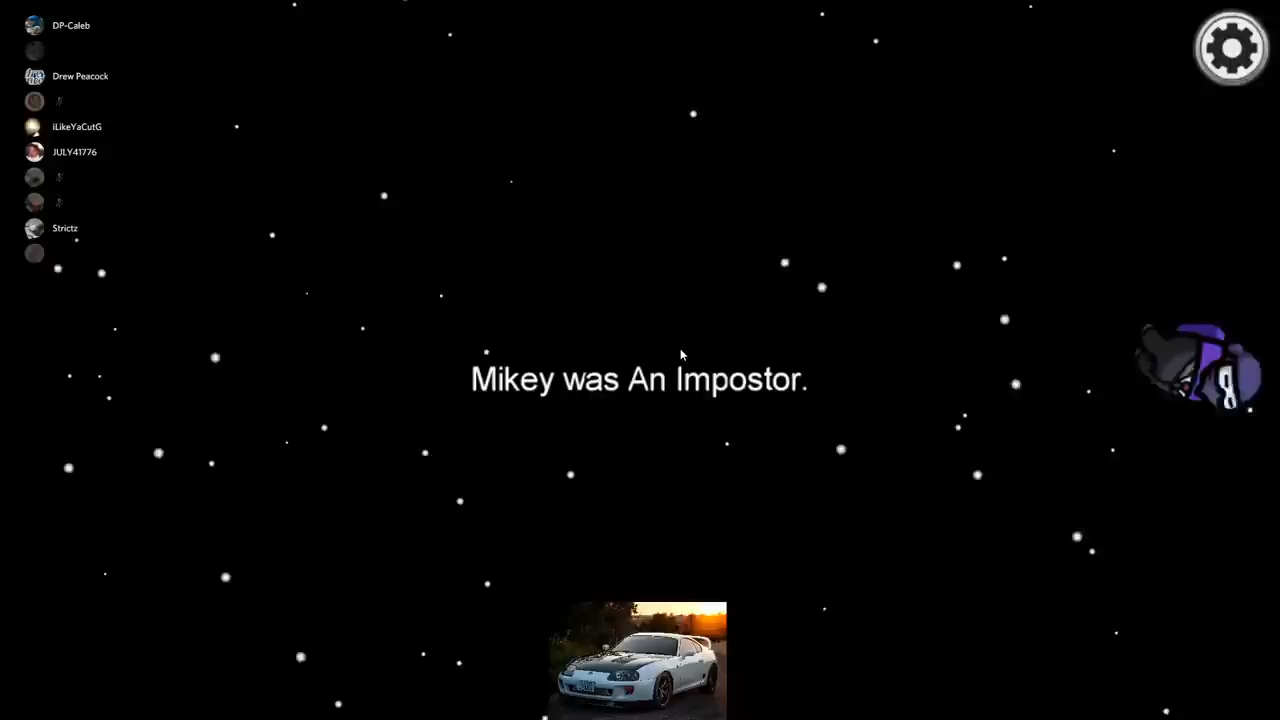 DP-Caleb
Drew Peacock
iLikeYaCutG
JULY41776
Strictz
Mikey was An Impostor.